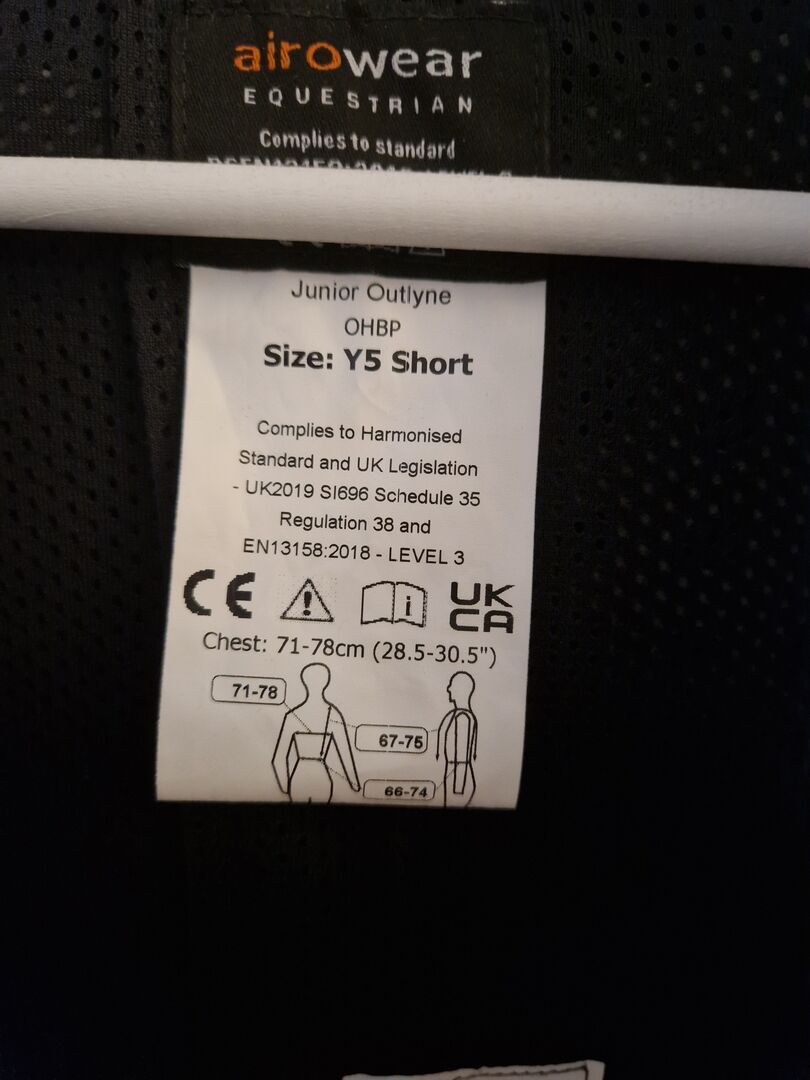 airowear
EQUESTRIAN
Complies to standard
Junior Outlyne
OHBP
Size: Y5 Short
Complies to Harmonised
Standard and UK Legislation
- UK2019 SI696 Schedule 35
Regulation 38 and
EN13158:2018 - LEVEL 3
CE UK
CA
Chest: 71-78cm (28.5-30.5")
71-78
67-75
66-74